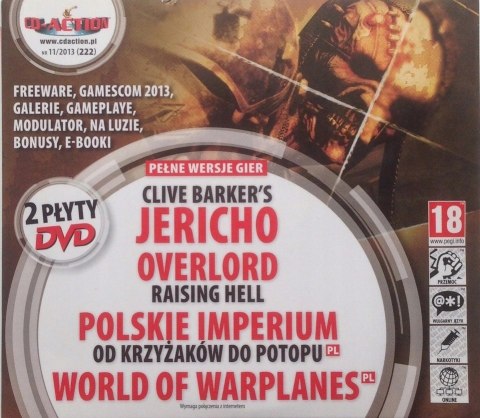 CD-ACTION
www.cdaction.pl
NR 11/2013 (222)
FREEWARE, GAMESCOM 2013,
GALERIE, GAMEPLAYE,
MODULATOR, NA LUZIE,
BONUSY, E-BOOKI
PEŁNE WERSJE GIER
2 PŁYTY
DVD
CLIVE BARKER'S
JERICHO
OVERLORD
RAISING HELL
POLSKIE IMPERIUM
OD KRZYŻAKÓW DO POTOPU PL
WORLD OF WARPLANES PL
Wymaga połączenia z internetem
18
www.pegi.info
PRZEMOC
@*!
WULGARNY JĘZYK
NARKOTYKI
ONLINE